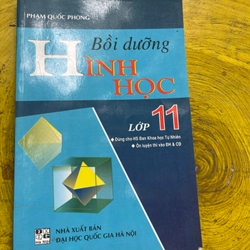 PHẠM QUỐC PHONG
Bồi dưỡng
HÌNH HỌC
LỚP 11
Dùng cho HS Ban Khoa học Tự Nhiên
Ôn luyện thi vào ĐH & CĐ
NHÀ XUẤT BẢN
ĐẠI HỌC QUỐC GIA HÀ NỘI